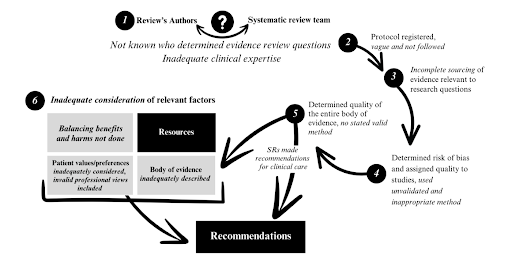 1 Review's Authors ? Systematic review team
Not known who determined evidence review questions
Inadequate clinical expertise
2 Protocol registered,
vague and not followed
3 Incomplete sourcing of
evidence relevant to
research questions
4 Determined risk of bias
and assigned quality to
studies, used
unvalidated and
inappropriate method
5 Determined quality of
the entire body of
evidence, no stated valid
method
SRs made
recommendations
for clinical care
6 Inadequate consideration of relevant factors
Balancing benefits
and harms not done
Resources
Patient values/preferences
inadequately considered,
invalid professional views
included
Body of evidence
inadequately described
Recommendations